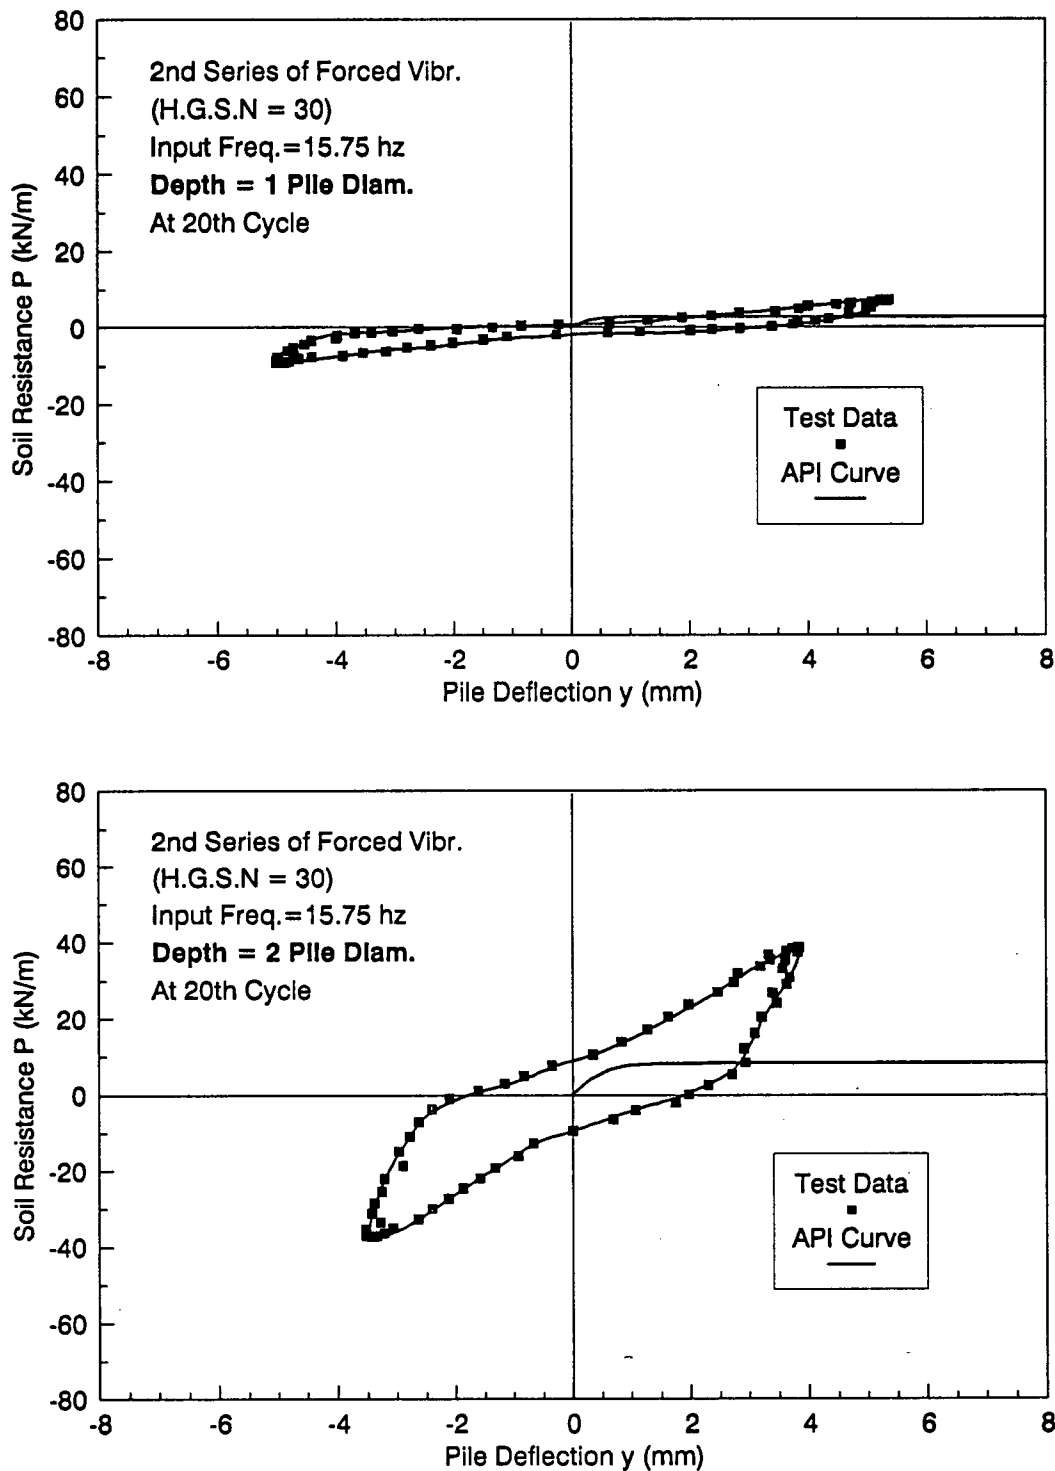 2nd Series of Forced Vibr.
(H.G.S.N = 30)
Input Freq.=15.75 hz
Depth = 1 Pile Diam.
At 20th Cycle
Soil Resistance P (kN/m)
80
60
40
20
0
-20
-40
-60
-80
Test Data
API Curve
-8 -6 -4 -2 0 2 4 6 8
Pile Deflection y (mm)
2nd Series of Forced Vibr.
(H.G.S.N = 30)
Input Freq.=15.75 hz
Depth = 2 Pile Diam.
At 20th Cycle
Soil Resistance P (kN/m)
80
60
40
20
0
-20
-40
-60
-80
Test Data
API Curve
-8 -6 -4 -2 0 2 4 6 8
Pile Deflection y (mm)